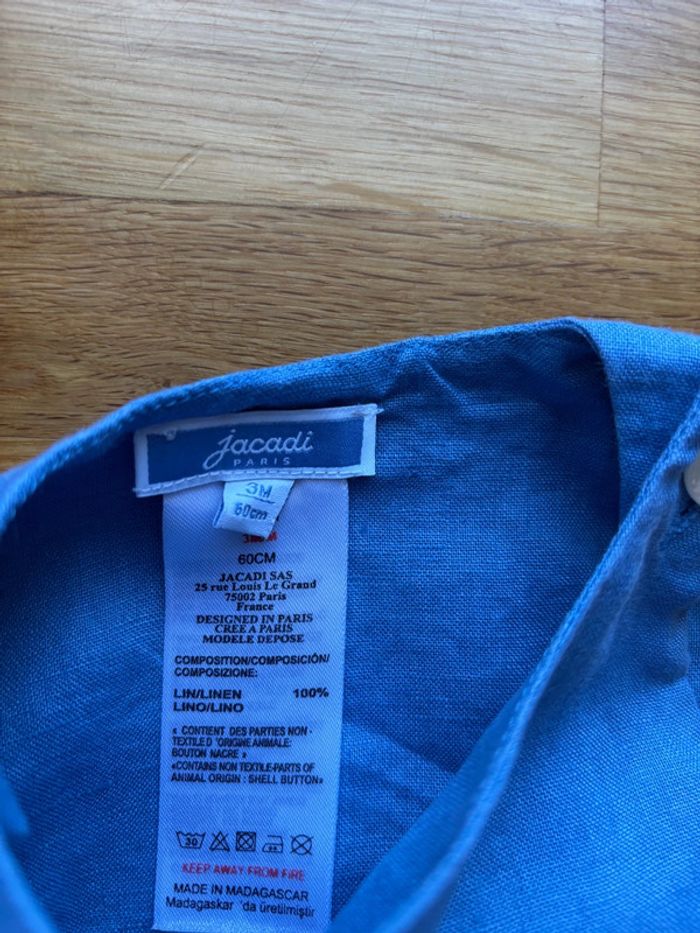 jacadi
PARIS
3M
60cm
60CM
JACADI SAS
25 rue Louis Le Grand
75002 Paris
France
DESIGNED IN PARIS
CREE A PARIS
MODELE DEPOSE
COMPOSITION/COMPOSICIÓN/
COMPOSIZIONE:
LIN/LINEN 100%
LINO/LINO
« CONTIENT DES PARTIES NON -
TEXTILE D 'ORIGINE ANIMALE:
BOUTON NACRE »
«CONTAINS NON TEXTILE-PARTS OF
ANIMAL ORIGIN : SHELL BUTTON»
30
KEEP AWAY FROM FIRE
MADE IN MADAGASCAR
Madagaskar 'da üretilmiştir